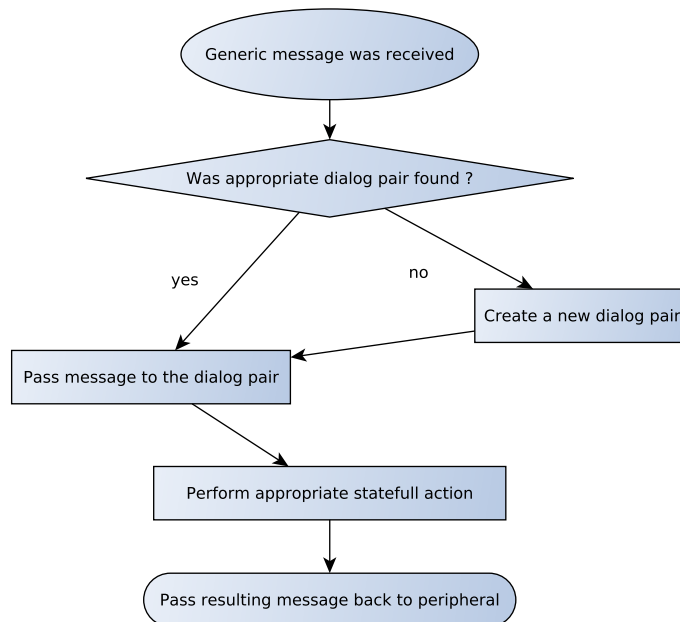 Generic message was received
Was appropriate dialog pair found ?
yes
no
Create a new dialog pair
Pass message to the dialog pair
Perform appropriate statefull action
Pass resulting message back to peripheral